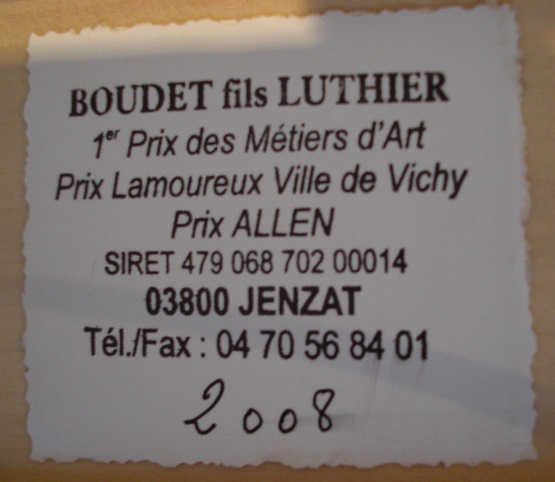 BOUDET fils LUTHIER
1er Prix des Métiers d'Art
Prix Lamoureux Ville de Vichy
Prix ALLEN
SIRET 479 068 702 00014
03800 JENZAT
Tél./Fax : 04 70 56 84 01
2008